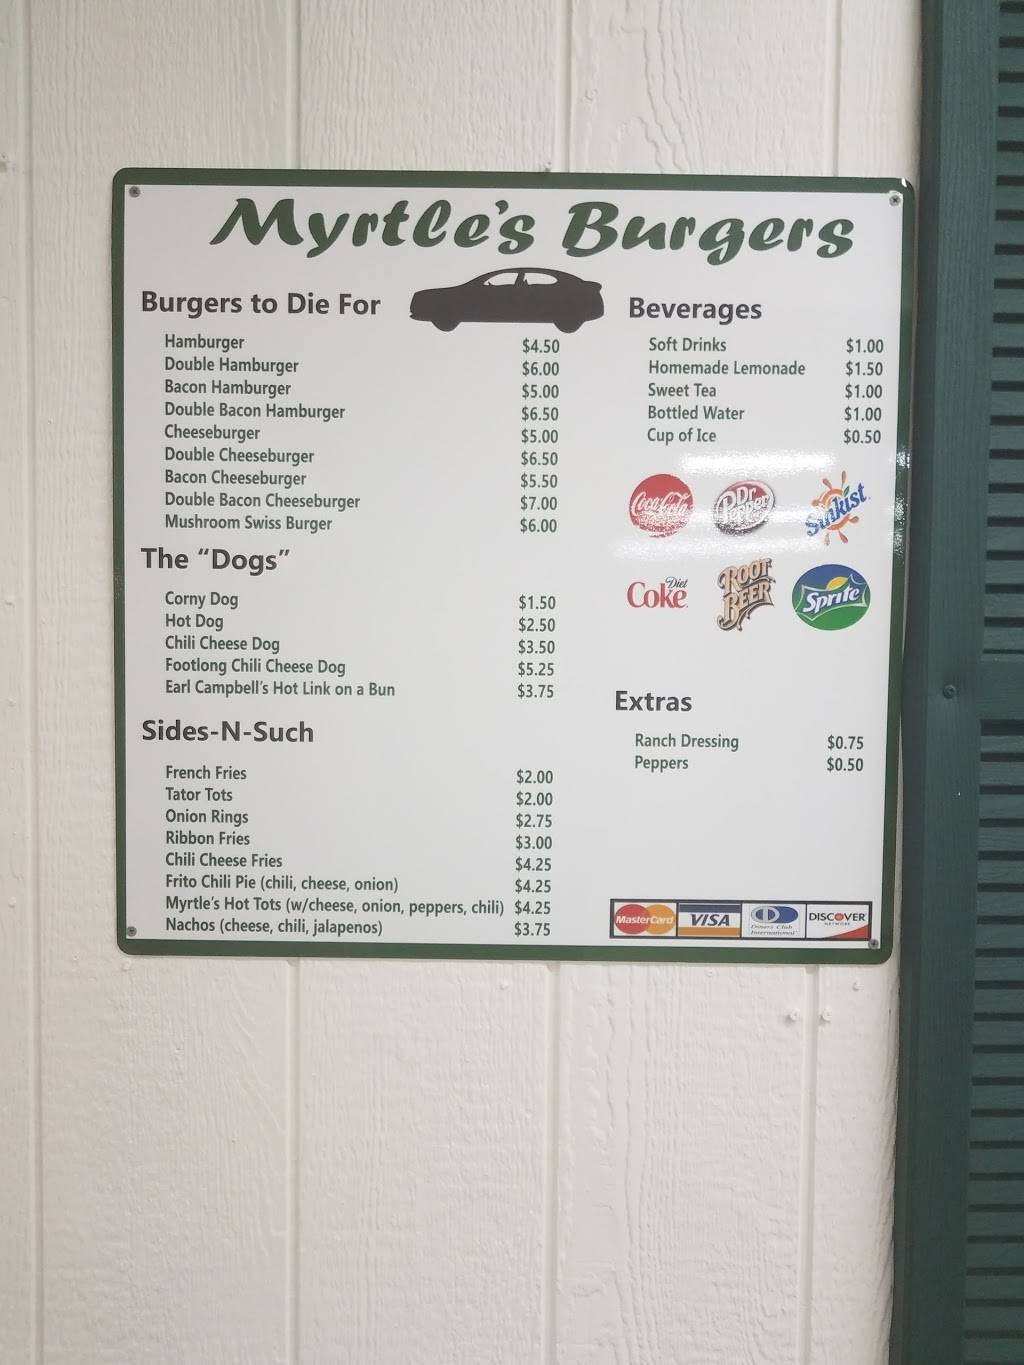 Myrtle's Burgers
Burgers to Die For
Hamburger $4.50
Double Hamburger $6.00
Bacon Hamburger $5.00
Double Bacon Hamburger $6.50
Cheeseburger $5.00
Double Cheeseburger $6.50
Bacon Cheeseburger $5.50
Double Bacon Cheeseburger $7.00
Mushroom Swiss Burger $6.00
The “Dogs”
Corny Dog $1.50
Hot Dog $2.50
Chili Cheese Dog $3.50
Footlong Chili Cheese Dog $5.25
Earl Campbell's Hot Link on a Bun $3.75
Sides-N-Such
French Fries $2.00
Tator Tots $2.00
Onion Rings $2.75
Ribbon Fries $3.00
Chili Cheese Fries $4.25
Frito Chili Pie (chili, cheese, onion) $4.25
Myrtle's Hot Tots (w/cheese, onion, peppers, chili) $4.25
Nachos (cheese, chili, jalapenos) $3.75
Beverages
Soft Drinks $1.00
Homemade Lemonade $1.50
Sweet Tea $1.00
Bottled Water $1.00
Cup of Ice $0.50
Coca-Cola
Dr Pepper
Sunkist
Diet Coke
ROOT BEER
Sprite
Extras
Ranch Dressing $0.75
Peppers $0.50
MasterCard
VISA
Diners Club International
DISCOVER NETWORK